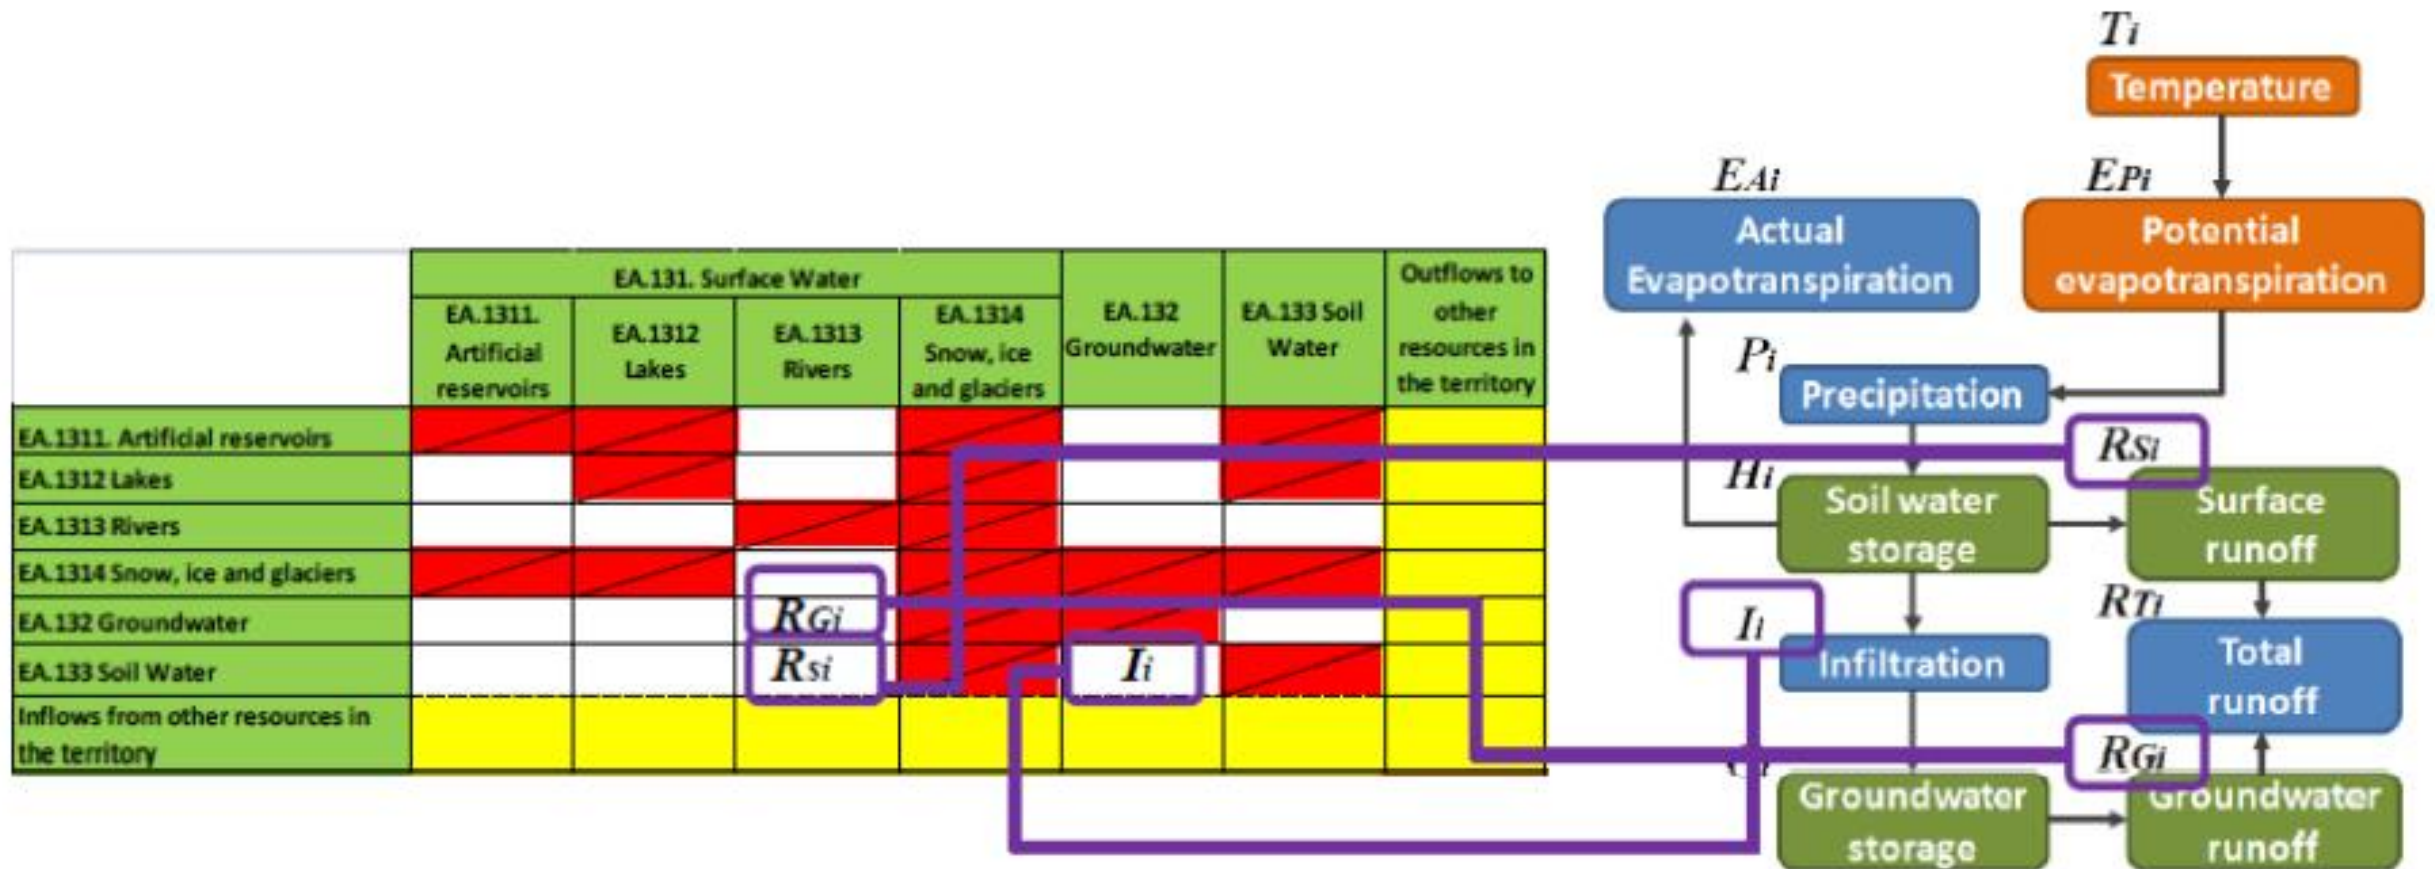 EA.131. Surface Water
EA.1311.
Artificial
reservoirs
EA.1312
Lakes
EA.1313
Rivers
EA.1314
Snow, ice
and glaciers
EA.132
Groundwater
EA.133 Soil
Water
Outflows to
other
resources in
the territory
EA.1311. Artificial reservoirs
EA.1312 Lakes
EA.1313 Rivers
EA.1314 Snow, ice and glaciers
EA.132 Groundwater
RGi
EA.133 Soil Water
Rsi
Ii
Inflows from other resources in
the territory
Ti
Temperature
EAi
Actual
Evapotranspiration
EPi
Potential
evapotranspiration
Pi
Precipitation
RSi
Hi
Soil water
storage
Surface
runoff
Ii
Infiltration
RTi
Total
runoff
RGi
Groundwater
storage
Groundwater
runoff